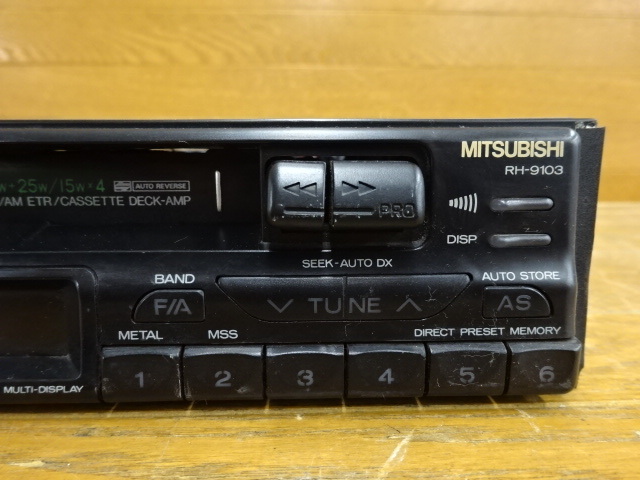 MITSUBISHI
RH-9103
25W/15W×4 AUTO REVERSE
/AM ETR/CASSETTE DECK-AMP
PRG
DISP
SEEK-AUTO DX
BAND
AUTO STORE
F/A
TUNE
AS
METAL MSS DIRECT PRESET MEMORY
1 2 3 4 5 6
MULTI-DISPLAY